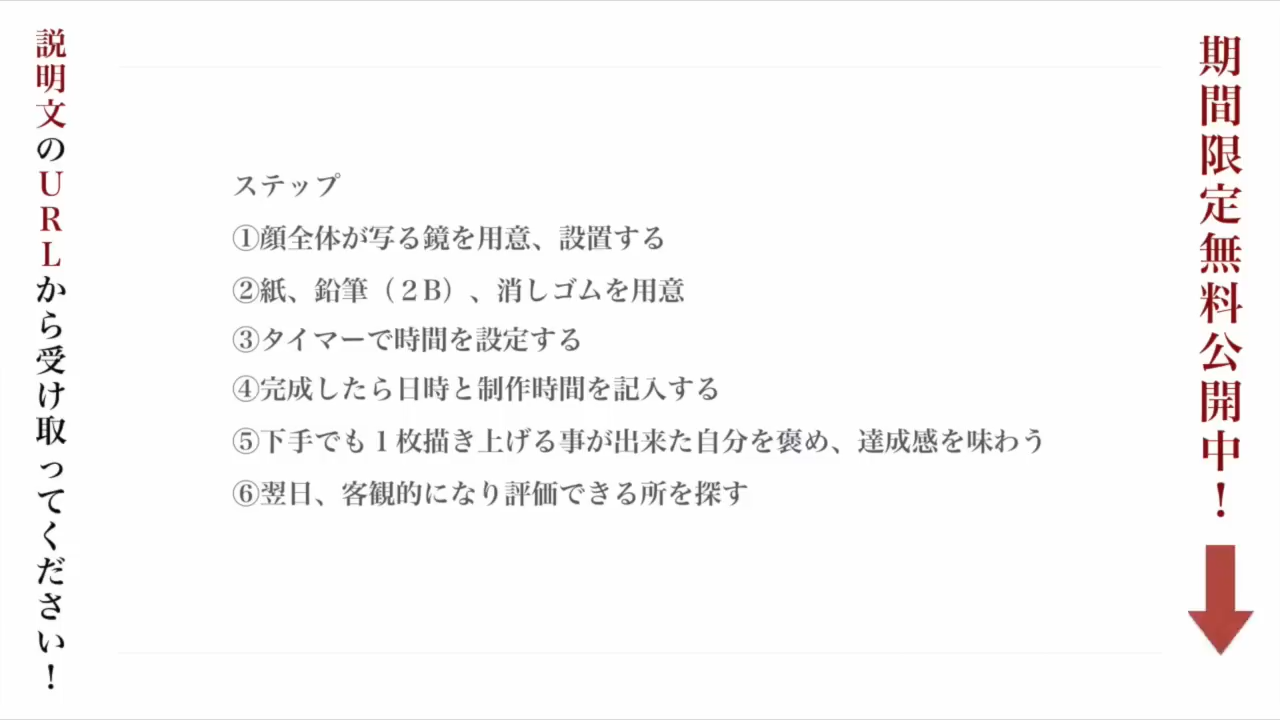 期間限定無料公開中！
ステップ
①顔全体が写る鏡を用意、設置する
②紙、鉛筆（２B）、消しゴムを用意
③タイマーで時間を設定する
④完成したら日時と制作時間を記入する
⑤下手でも１枚描き上げる事が出来た自分を褒め、達成感を味わう
⑥翌日、客観的になり評価できる所を探す
説明文のURLから受け取ってください！